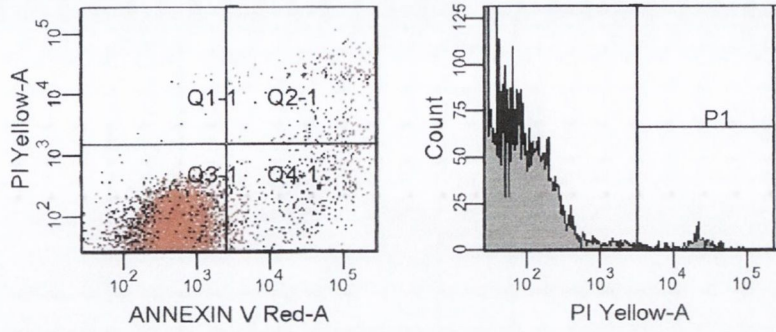 PI Yellow-A
10^5
10^4
10^3
10^2
Q1-1
Q2-1
Q3-1
Q4-1
10^2
10^3
10^4
10^5
ANNEXIN V Red-A
Count
125
100
75
50
25
0
P1
10^2
10^3
10^4
10^5
PI Yellow-A